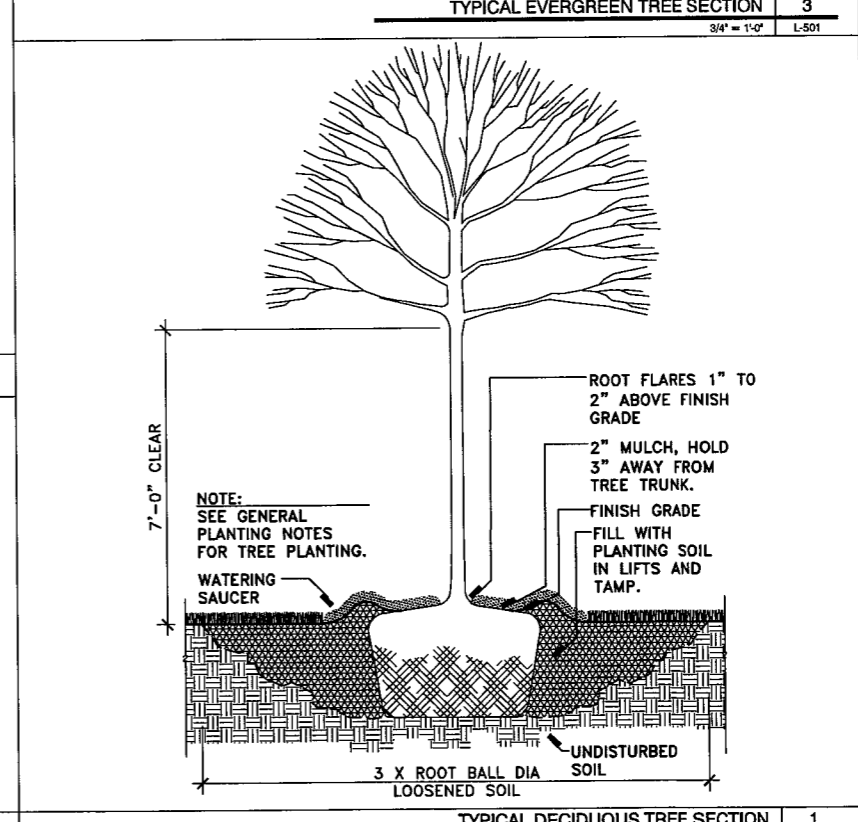 TYPICAL EVERGREEN TREE SECTION 3
3/4" = 1'-0" L-501
ROOT FLARES 1" TO
2" ABOVE FINISH
GRADE
2" MULCH, HOLD
3" AWAY FROM
TREE TRUNK.
7'-0" CLEAR
NOTE:
SEE GENERAL
PLANTING NOTES
FOR TREE PLANTING.
FINISH GRADE
FILL WITH
PLANTING SOIL
IN LIFTS AND
TAMP.
WATERING
SAUCER
UNDISTURBED
SOIL
3 X ROOT BALL DIA
LOOSENED SOIL
TYPICAL DECIDUOUS TREE SECTION 1